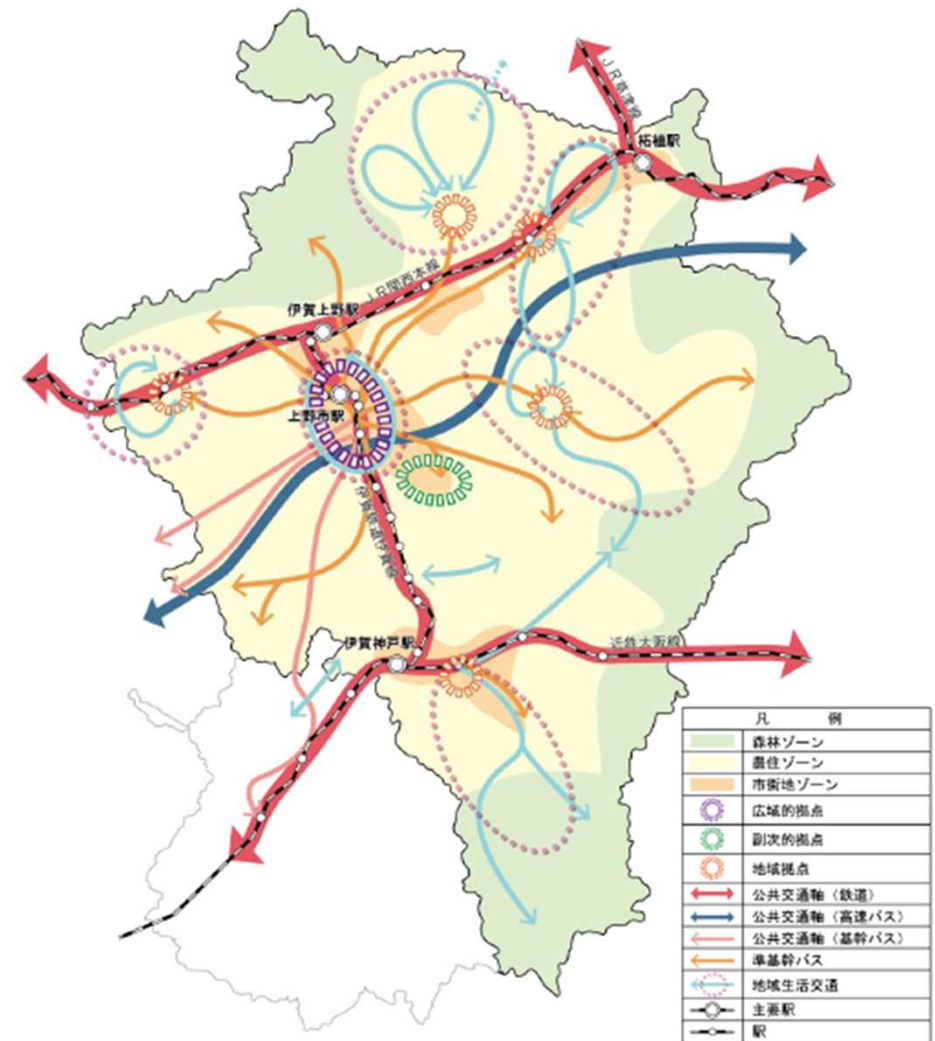 JR草津線
柘植駅
JR関西本線
伊賀上野駅
上野市駅
伊賀鉄道伊賀線
伊賀神戸駅
近鉄大阪線
凡 例
森林ゾーン
農住ゾーン
市街地ゾーン
広域的拠点
副次的拠点
地域拠点
公共交通軸（鉄道）
公共交通軸（高速バス）
公共交通軸（基幹バス）
準基幹バス
地域生活交通
主要駅
駅